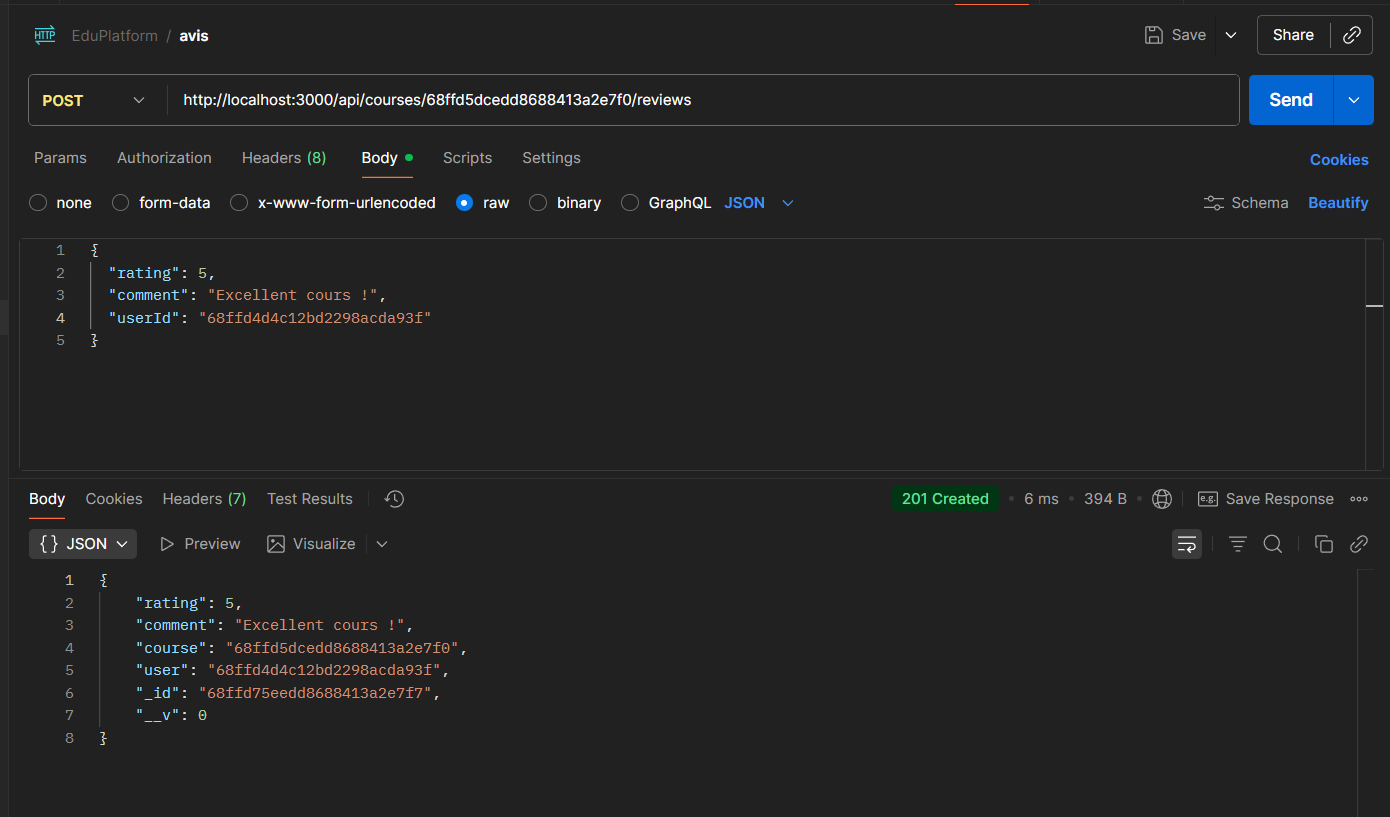 HTTP EduPlatform / avis Save Share
POST http://localhost:3000/api/courses/68ffd5dcedd8688413a2e7f0/reviews Send
Params Authorization Headers (8) Body Scripts Settings Cookies
none form-data x-www-form-urlencoded raw binary GraphQL JSON Schema Beautify
1 {
2 "rating": 5,
3 "comment": "Excellent cours !",
4 "userId": "68ffd4d4c12bd2298acda93f"
5 }
Body Cookies Headers (7) Test Results 201 Created • 6 ms • 394 B • e.g. Save Response
{} JSON Preview Visualize
1 {
2 "rating": 5,
3 "comment": "Excellent cours !",
4 "course": "68ffd5dcedd8688413a2e7f0",
5 "user": "68ffd4d4c12bd2298acda93f",
6 "_id": "68ffd75eedd8688413a2e7f7",
7 "__v": 0
8 }